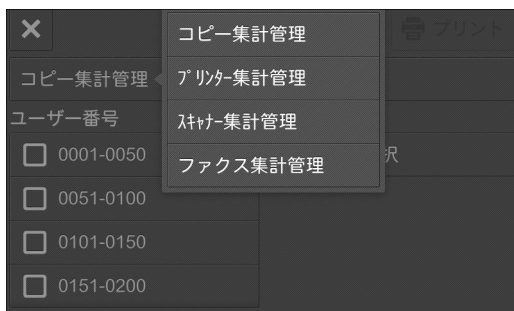 コピー集計管理
プリント
プリンター集計管理
コピー集計管理
スキャナー集計管理
ユーザー番号
ファクス集計管理
0001-0050
択
0051-0100
0101-0150
0151-0200